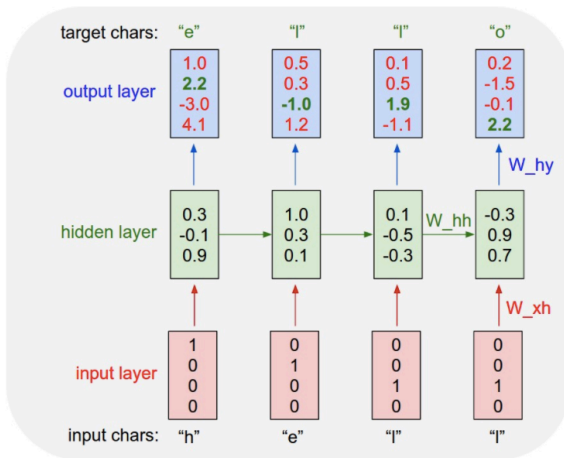 target chars: “e” “l” “l” “o”
1.0 0.5 0.1 0.2
output layer 2.2 0.3 0.5 -1.5
-3.0 -1.0 1.9 -0.1
4.1 1.2 -1.1 2.2
W_hy
0.3 1.0 0.1 -0.3
hidden layer -0.1 0.3 -0.5 W_hh 0.9
0.9 0.1 -0.3 0.7
W_xh
1 0 0 0
input layer 0 1 0 0
0 0 1 1
0 0 0 0
input chars: “h” “e” “l” “l”